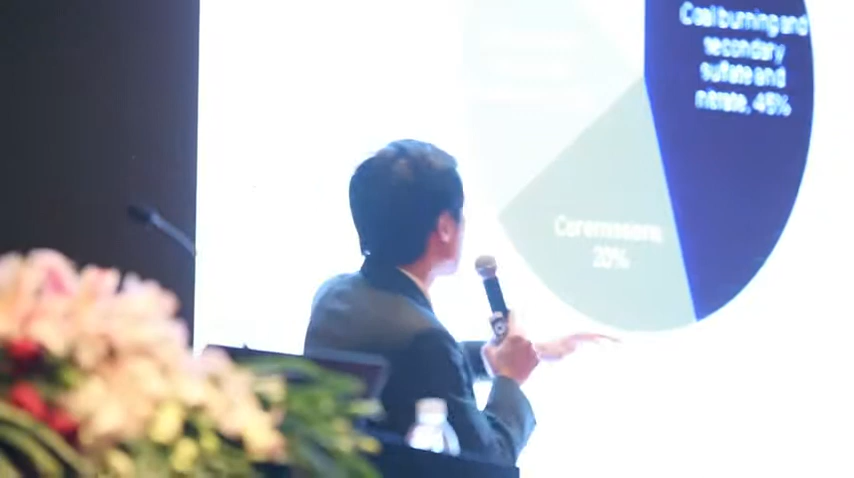 Coal burning and
secondary
sulfate and
nitrate, 45%
Car emissions
20%